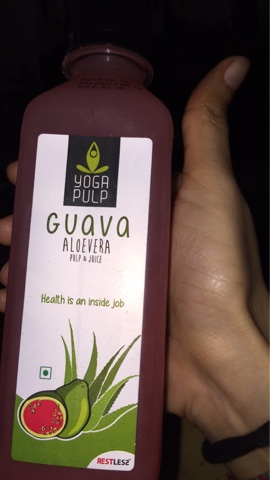 YOGA
PULP
GUava
ALOEVERA
PULP & JUICE
Health is an inside job
RESTLESS